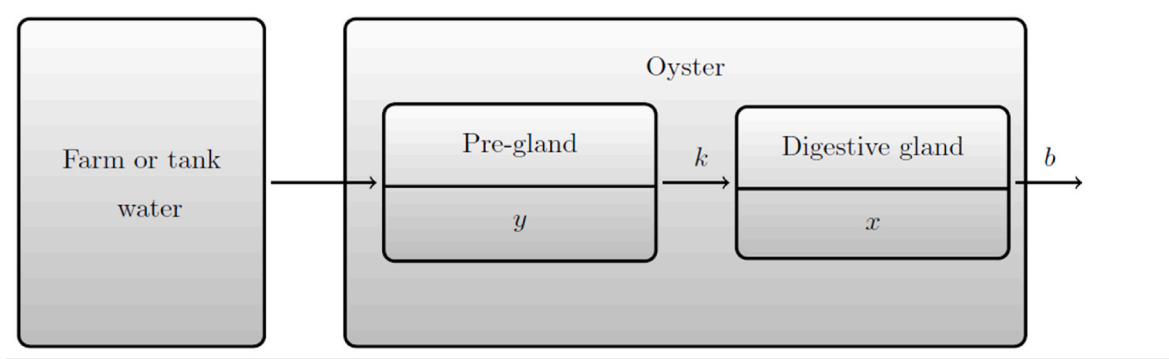 Oyster
Farm or tank
water
Pre-gland
y
k
Digestive gland
x
b